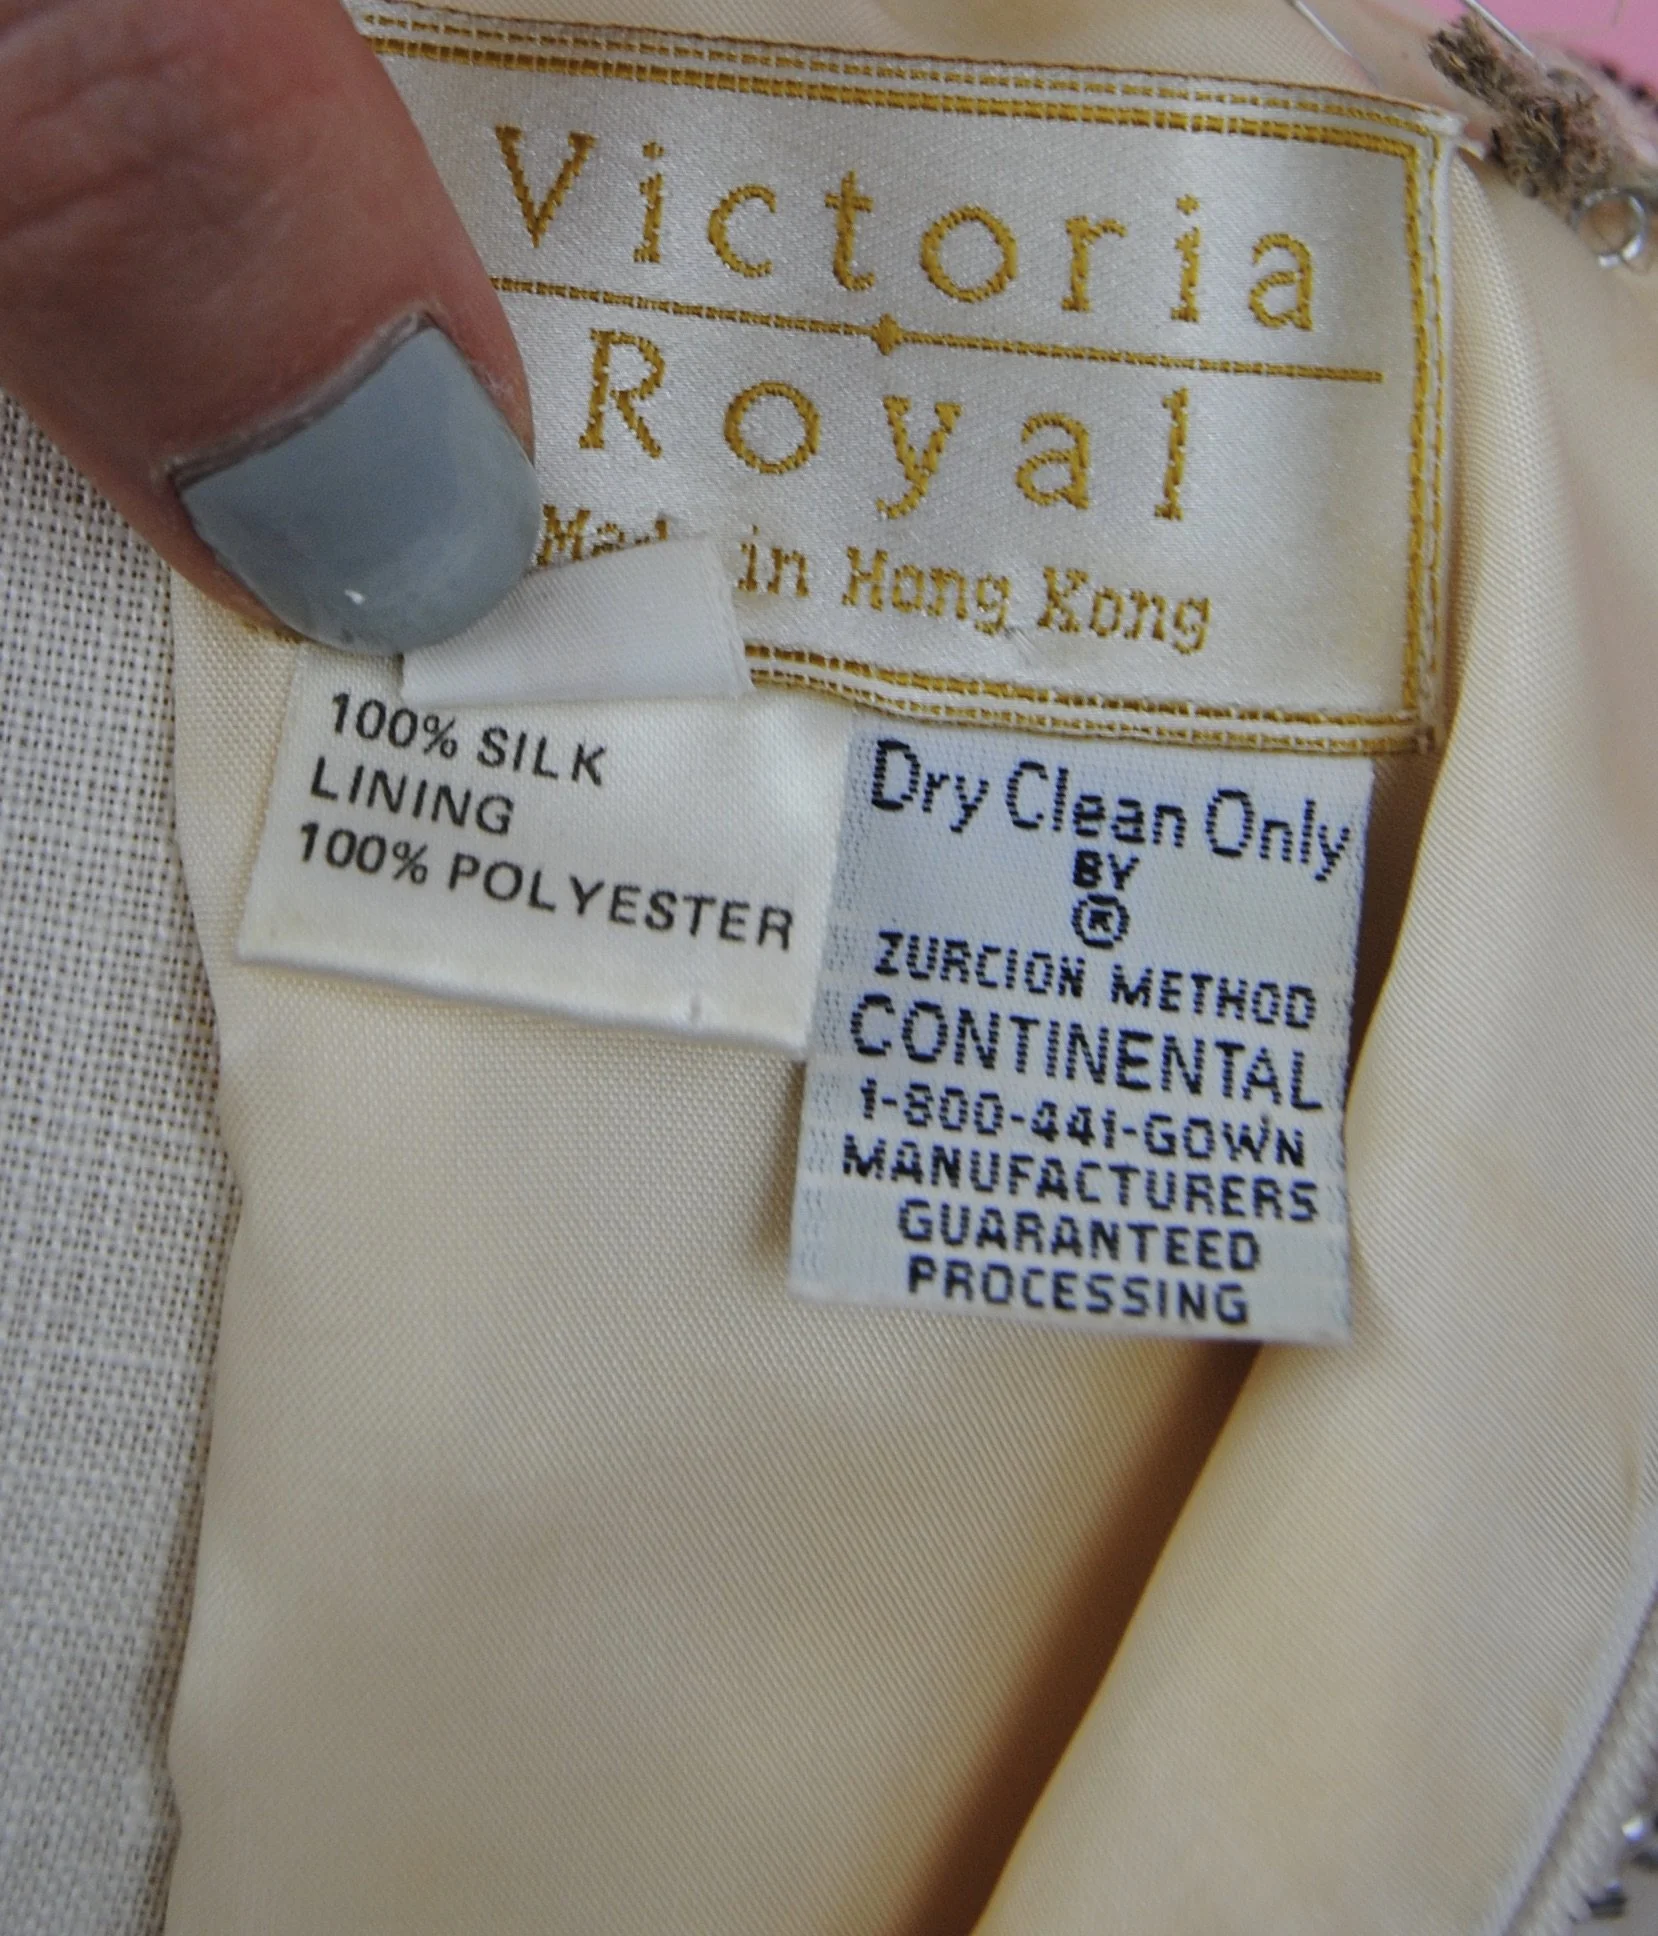 Victoria
Royal
Made in Hong Kong
100% SILK
LINING
100% POLYESTER
Dry Clean Only
BY
®
ZURCION METHOD
CONTINENTAL
1-800-441-GOWN
MANUFACTURERS
GUARANTEED
PROCESSING